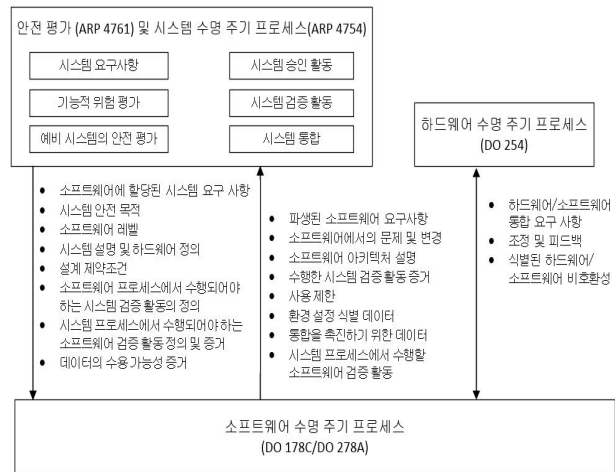 안전 평가 (ARP 4761) 및 시스템 수명 주기 프로세스(ARP 4754)
시스템 요구사항
시스템 승인 활동
기능적 위험 평가
시스템 검증 활동
예비 시스템의 안전 평가
시스템 통합
하드웨어 수명 주기 프로세스
(DO 254)
• 소프트웨어에 할당된 시스템 요구 사항
• 시스템 안전 목적
• 소프트웨어 레벨
• 시스템 설명 및 하드웨어 정의
• 설계 제약조건
• 소프트웨어 프로세스에서 수행되어야
하는 시스템 검증 활동의 정의
• 시스템 프로세스에서 수행되어야 하는
소프트웨어 검증 활동 정의 및 증거
• 데이터의 수용 가능성 증거
• 파생된 소프트웨어 요구사항
• 소프트웨어에서의 문제 및 변경
• 소프트웨어 아키텍처 설명
• 수행한 시스템 검증 활동 증거
• 사용 제한
• 환경 설정 식별 데이터
• 통합을 촉진하기 위한 데이터
• 시스템 프로세스에서 수행할
소프트웨어 검증 활동
• 하드웨어/소프트웨어
통합 요구 사항
• 조정 및 피드백
• 식별된 하드웨어/
소프트웨어 비호환성
소프트웨어 수명 주기 프로세스
(DO 178C/DO 278A)